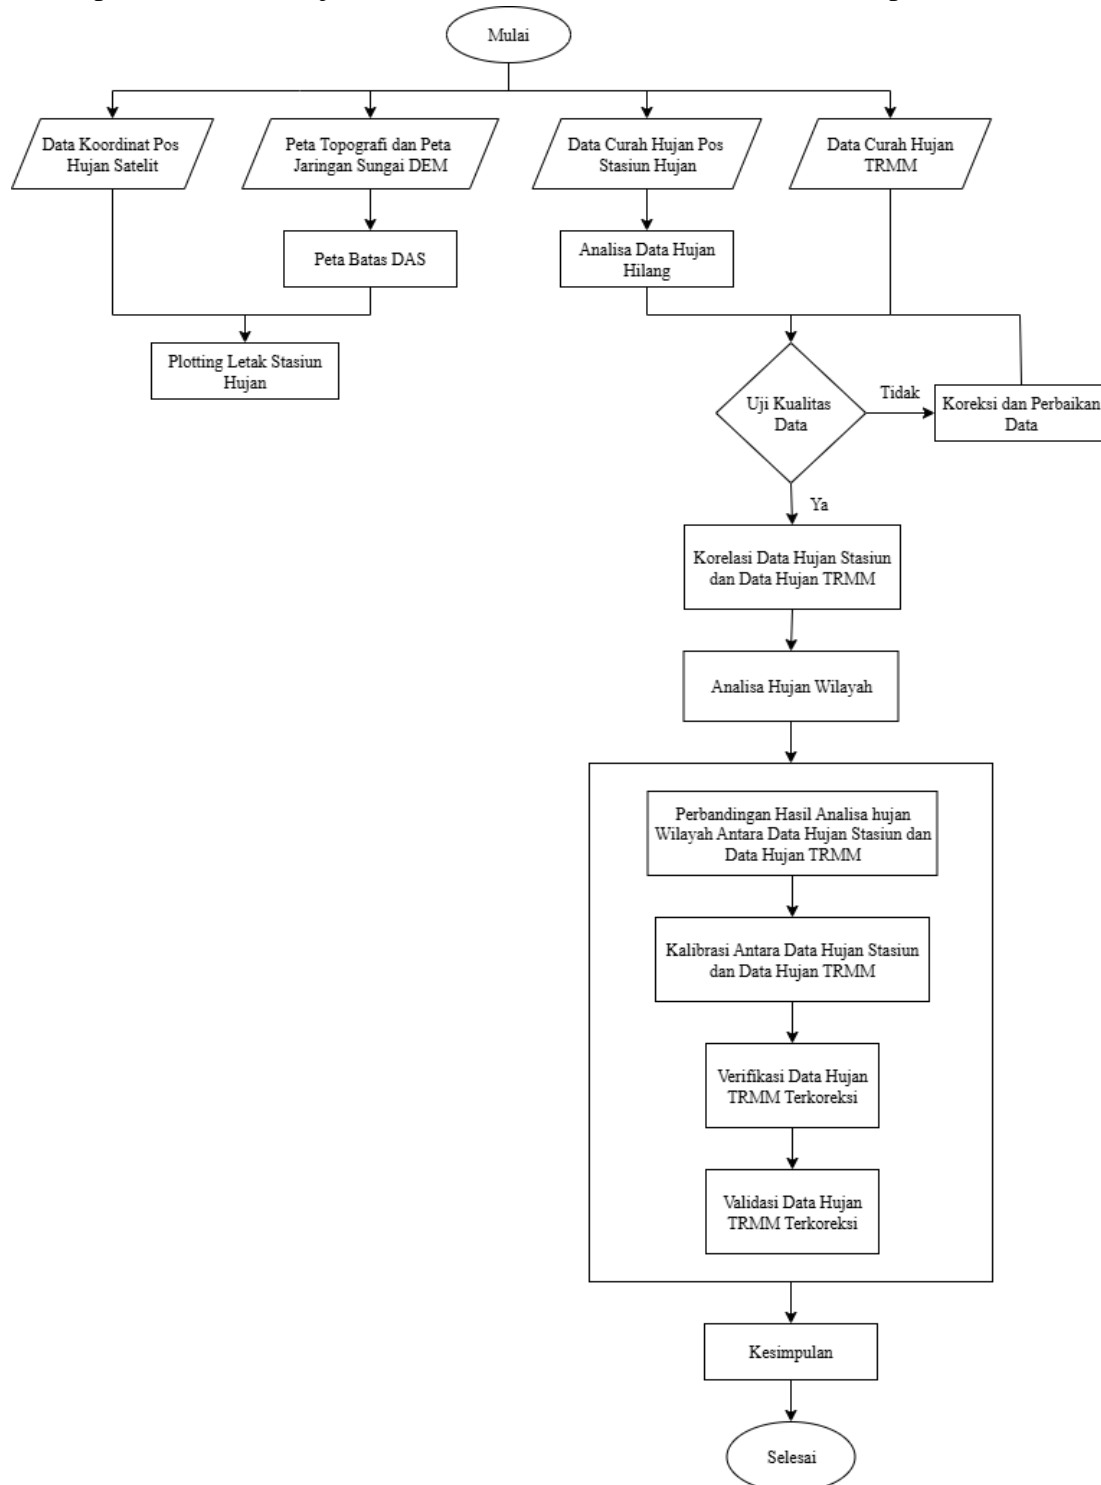 Mulai
Data Koordinat Pos
Hujan Satelit
Peta Topografi dan Peta
Jaringan Sungai DEM
Data Curah Hujan Pos
Stasiun Hujan
Data Curah Hujan
TRMM
Peta Batas DAS
Analisa Data Hujan
Hilang
Plotting Letak Stasiun
Hujan
Uji Kualitas
Data
Tidak
Koreksi dan Perbaikan
Data
Ya
Korelasi Data Hujan Stasiun
dan Data Hujan TRMM
Analisa Hujan Wilayah
Perbandingan Hasil Analisa hujan
Wilayah Antara Data Hujan Stasiun dan
Data Hujan TRMM
Kalibrasi Antara Data Hujan Stasiun
dan Data Hujan TRMM
Verifikasi Data Hujan
TRMM Terkoreksi
Validasi Data Hujan
TRMM Terkoreksi
Kesimpulan
Selesai